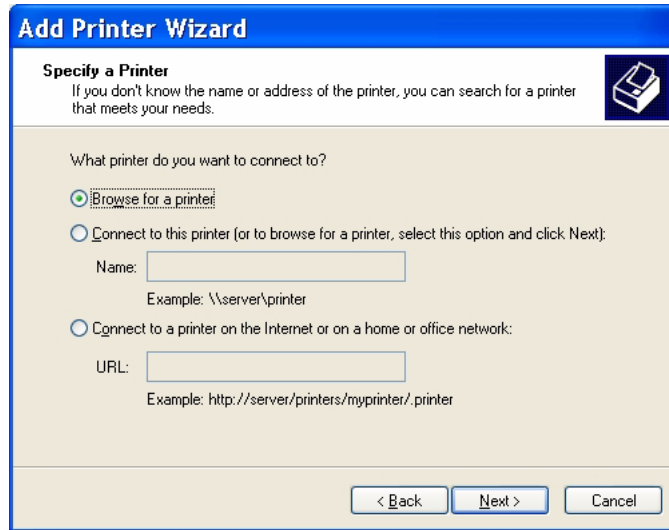 Add Printer Wizard
Specify a Printer
If you don't know the name or address of the printer, you can search for a printer
that meets your needs.
What printer do you want to connect to?
Browse for a printer
Connect to this printer (or to browse for a printer, select this option and click Next):
Name:
Example: \\server\printer
Connect to a printer on the Internet or on a home or office network:
URL:
Example: http://server/printers/myprinter/.printer
< Back Next > Cancel